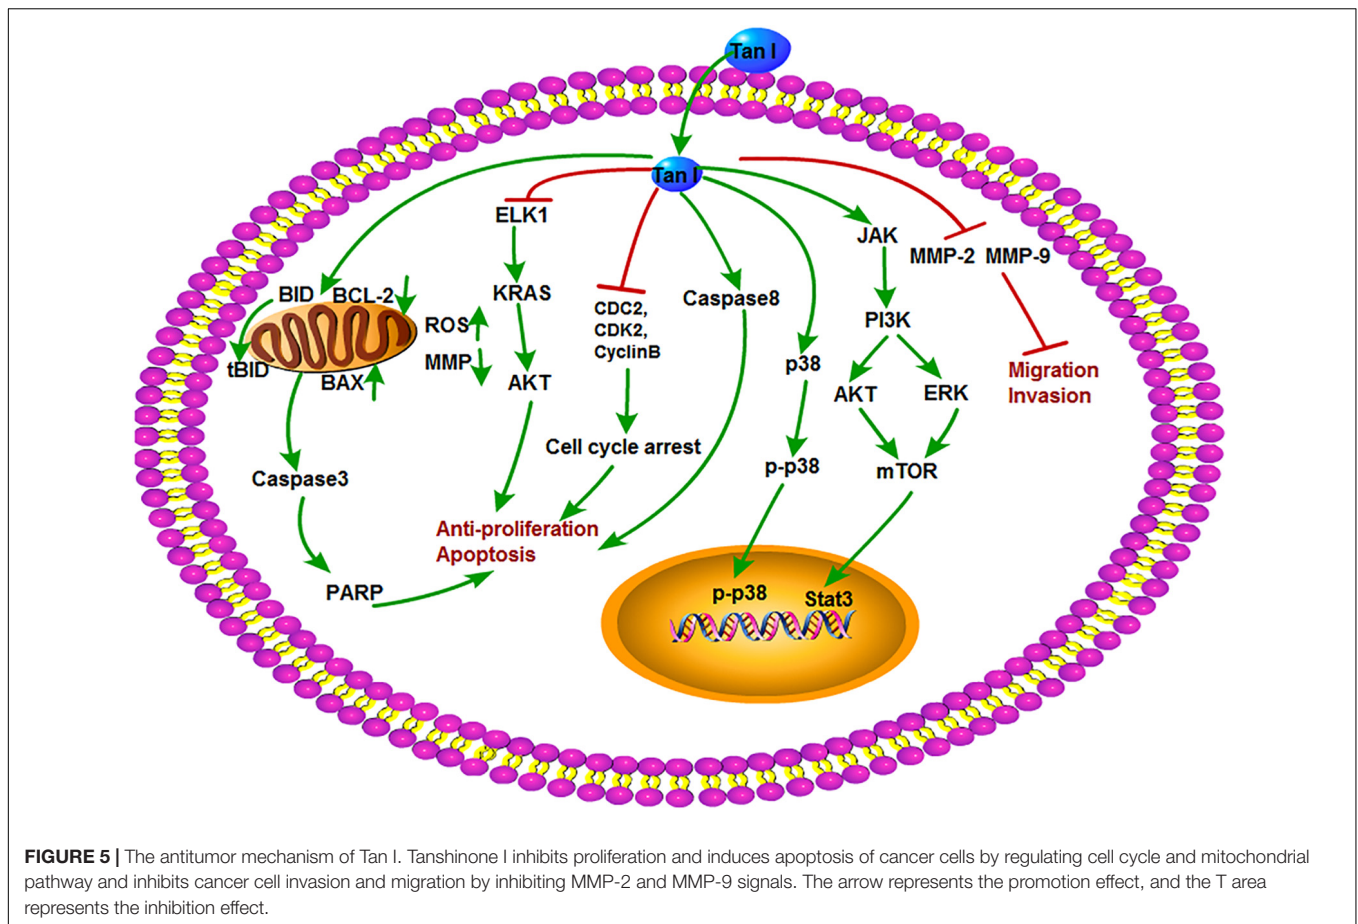 Tan I
Tan I
ELK1
JAK
MMP-2 MMP-9
BID BCL-2
KRAS
CDC2,
CDK2,
CyclinB
Caspase8
PI3K
ROS
MMP
tBID
BAX
AKT
p38
AKT
ERK
Migration
Invasion
Cell cycle arrest
Caspase3
p-p38
mTOR
Anti-proliferation
Apoptosis
PARP
p-p38
Stat3
FIGURE 5 | The antitumor mechanism of Tan I. Tanshinone I inhibits proliferation and induces apoptosis of cancer cells by regulating cell cycle and mitochondrial
pathway and inhibits cancer cell invasion and migration by inhibiting MMP-2 and MMP-9 signals. The arrow represents the promotion effect, and the T area
represents the inhibition effect.